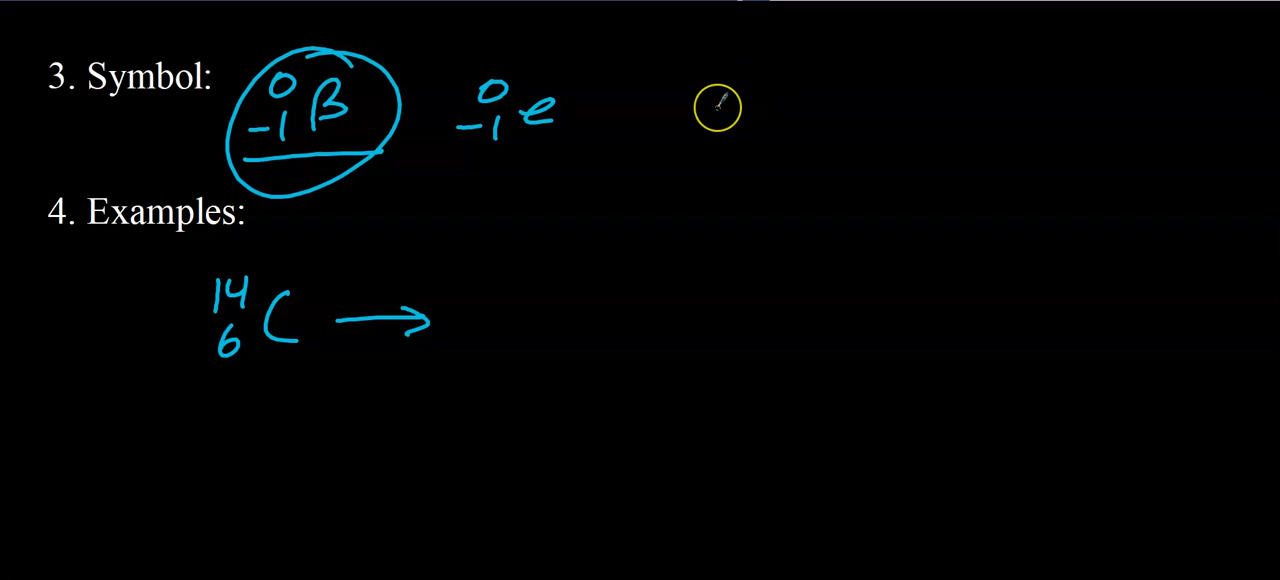 3. Symbol: 0 -1 β 0 -1 e
4. Examples:
14 6 C →